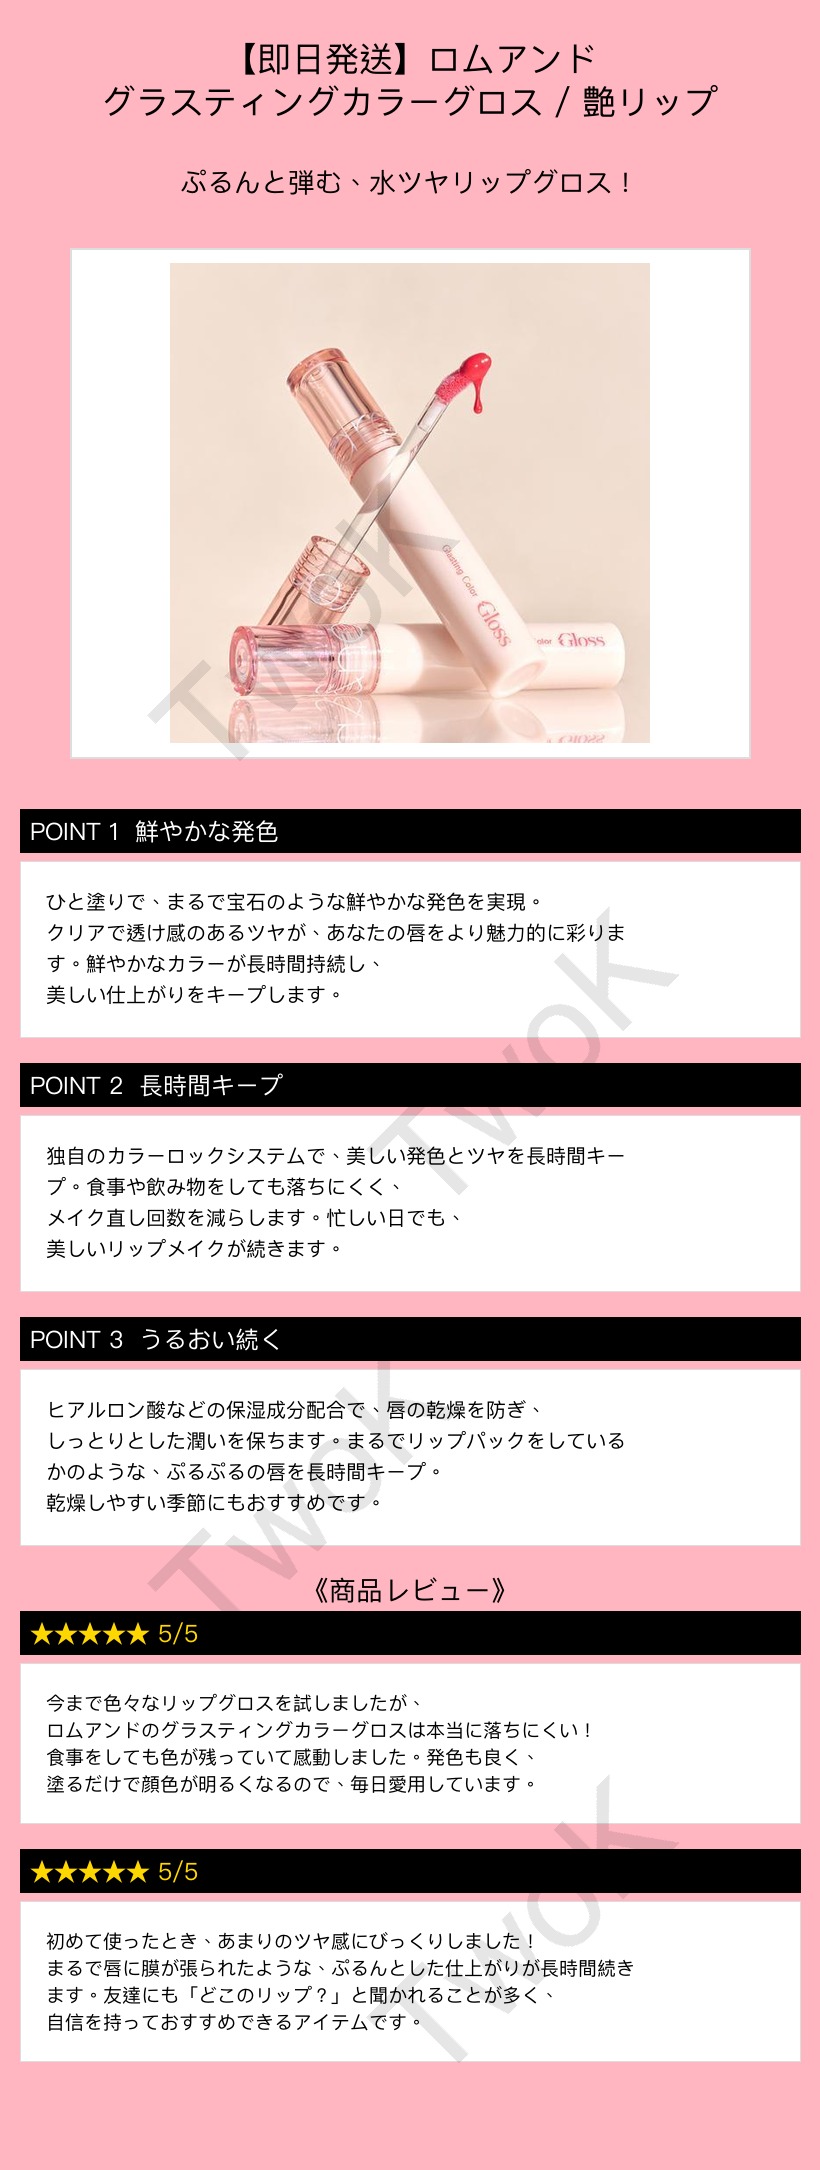 【即日発送】ロムアンド
グラスティングカラーグロス / 艶リップ
ぷるんと弾む、水ツヤリップグロス！
Glasting Color Gloss
olor Gloss
TwoK
POINT 1 鮮やかな発色
ひと塗りで、まるで宝石のような鮮やかな発色を実現。
クリアで透け感のあるツヤが、あなたの唇をより魅力的に彩りま
す。鮮やかなカラーが長時間持続し、
美しい仕上がりをキープします。
TwoK
POINT 2 長時間キープ
独自のカラーロックシステムで、美しい発色とツヤを長時間キー
プ。食事や飲み物をしても落ちにくく、
メイク直し回数を減らします。忙しい日でも、
美しいリップメイクが続きます。
POINT 3 うるおい続く
ヒアルロン酸などの保湿成分配合で、唇の乾燥を防ぎ、
しっとりとした潤いを保ちます。まるでリップパックをしている
かのような、ぷるぷるの唇を長時間キープ。
乾燥しやすい季節にもおすすめです。
TwoK
《商品レビュー》
★★★★★ 5/5
今まで色々なリップグロスを試しましたが、
ロムアンドのグラスティングカラーグロスは本当に落ちにくい！
食事をしても色が残っていて感動しました。発色も良く、
塗るだけで顔色が明るくなるので、毎日愛用しています。
★★★★★ 5/5
初めて使ったとき、あまりのツヤ感にびっくりしました！
まるで唇に膜が張られたような、ぷるんとした仕上がりが長時間続き
ます。友達にも「どこのリップ？」と聞かれることが多く、
自信を持っておすすめできるアイテムです。
TwoK